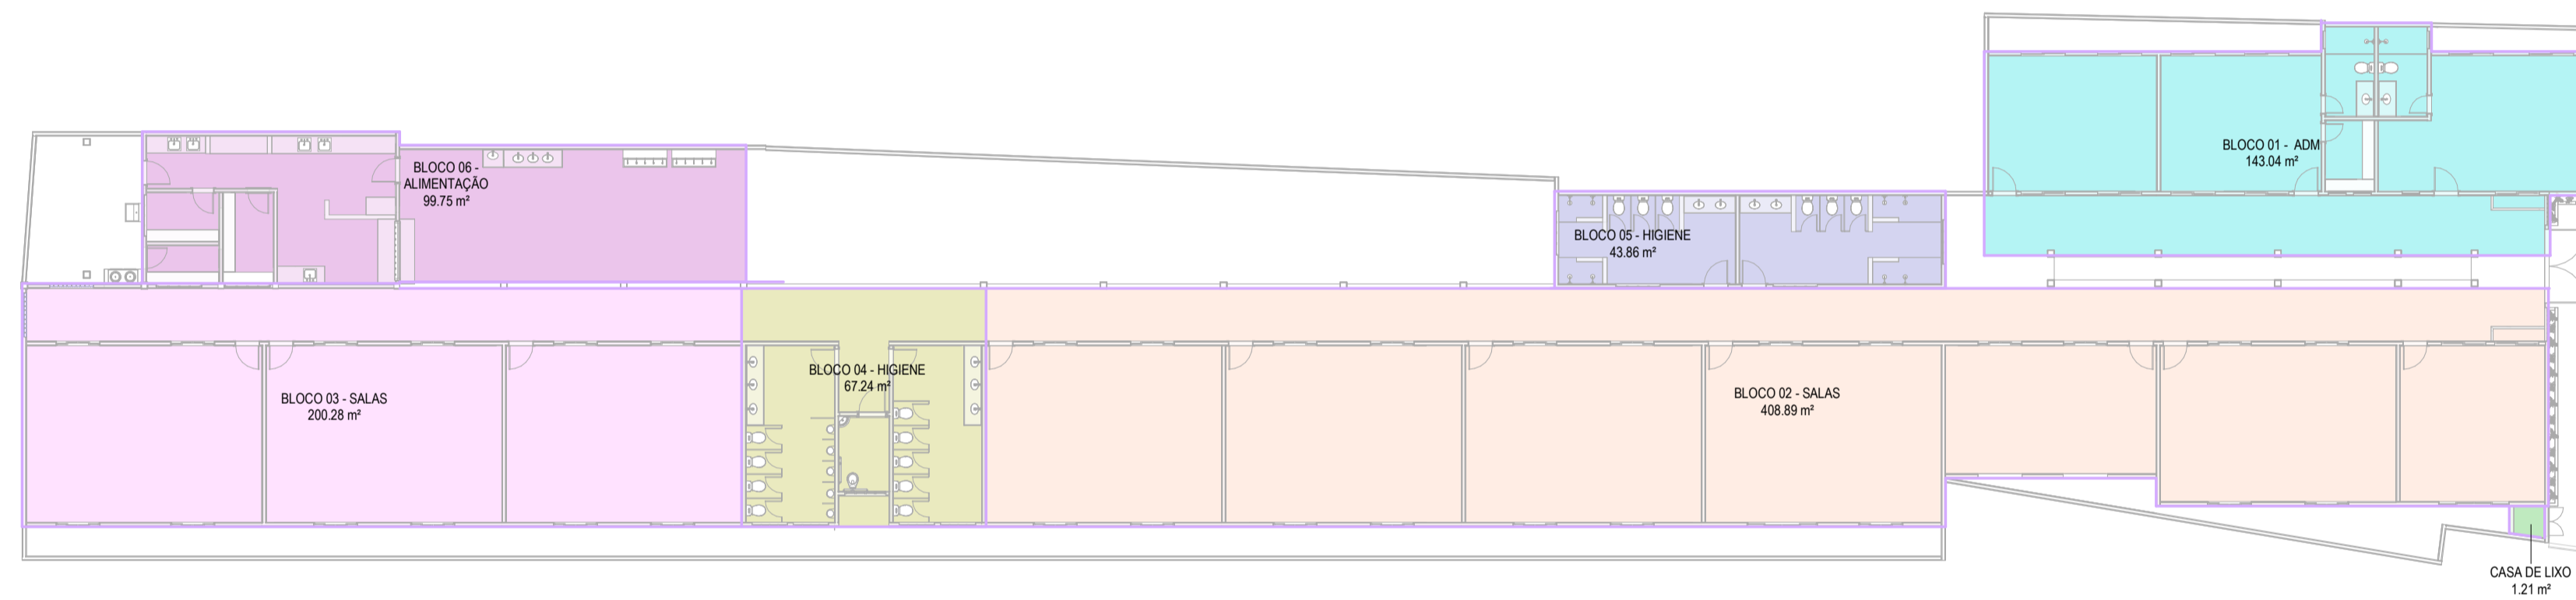 BLOCO 06 -
ALIMENTAÇÃO
99.75 m²
BLOCO 01 - ADM
143.04 m²
BLOCO 05 - HIGIENE
43.86 m²
BLOCO 04 - HIGIENE
67.24 m²
BLOCO 03 - SALAS
200.28 m²
BLOCO 02 - SALAS
408.89 m²
CASA DE LIXO
1.21 m²